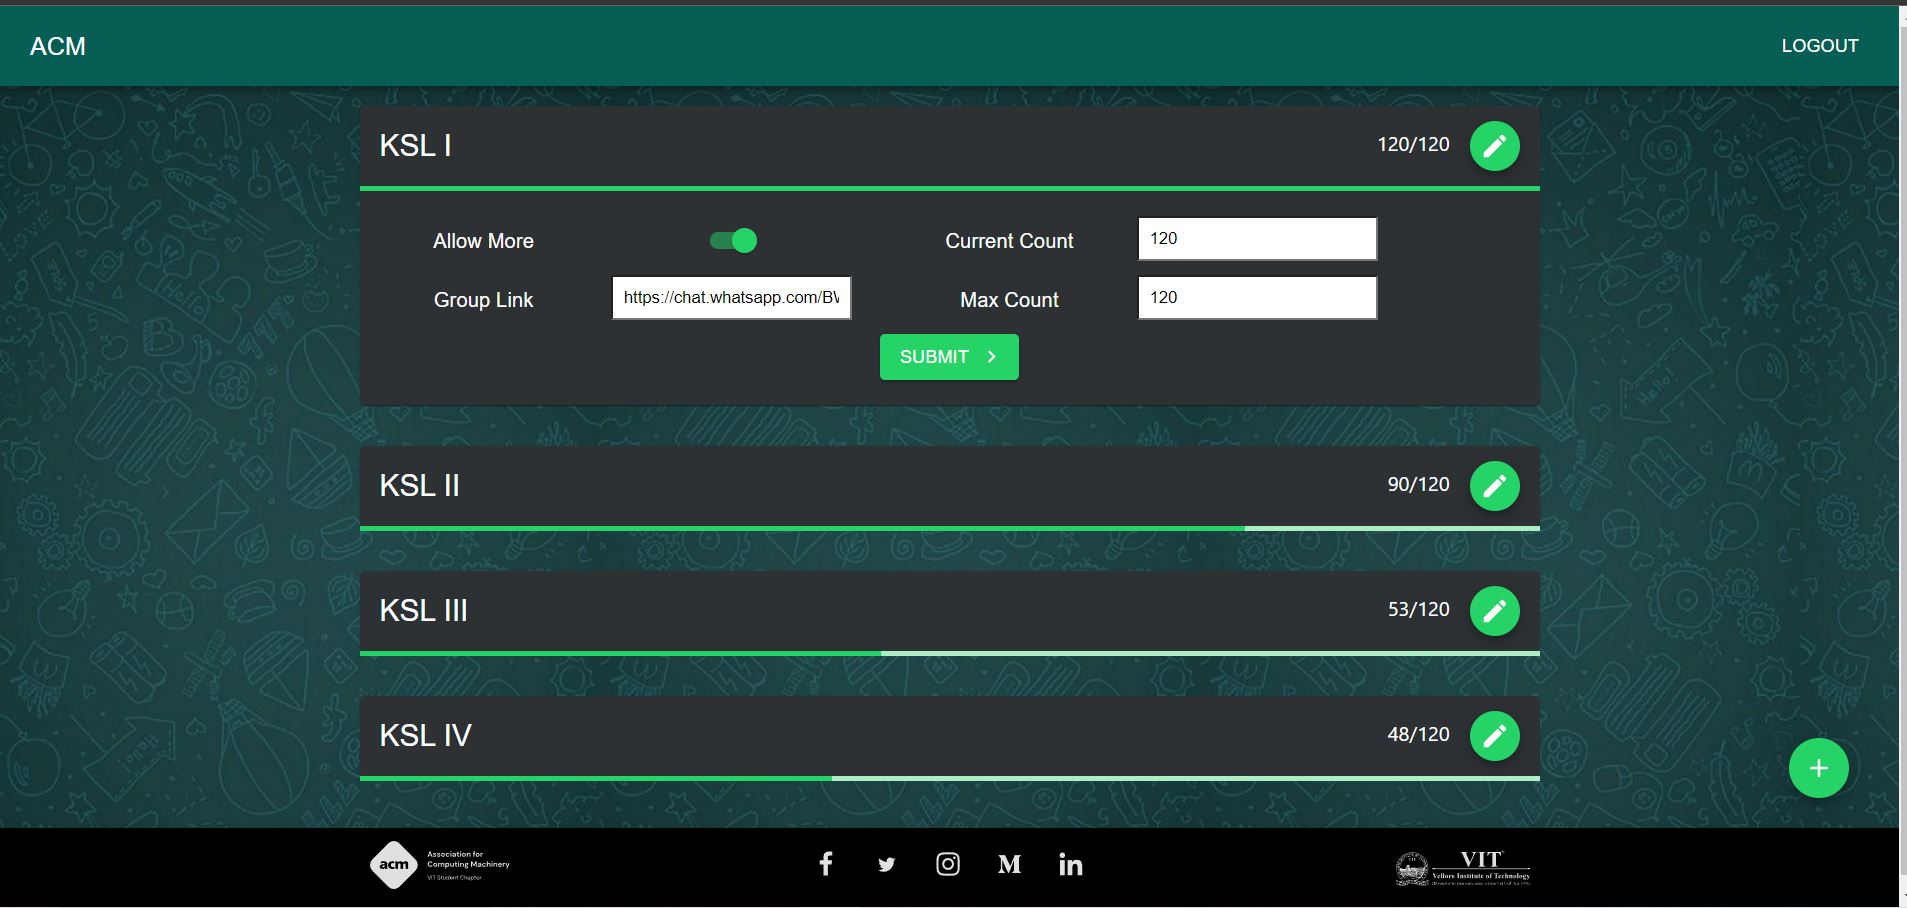 ACM
LOGOUT
KSL I
120/120
Allow More
Current Count
120
Group Link
https://chat.whatsapp.com/BV
Max Count
120
SUBMIT
KSL II
90/120
KSL III
53/120
KSL IV
48/120
acm
Association for
Computing Machinery
VIT Student Chapter
VIT
Vellore Institute of Technology